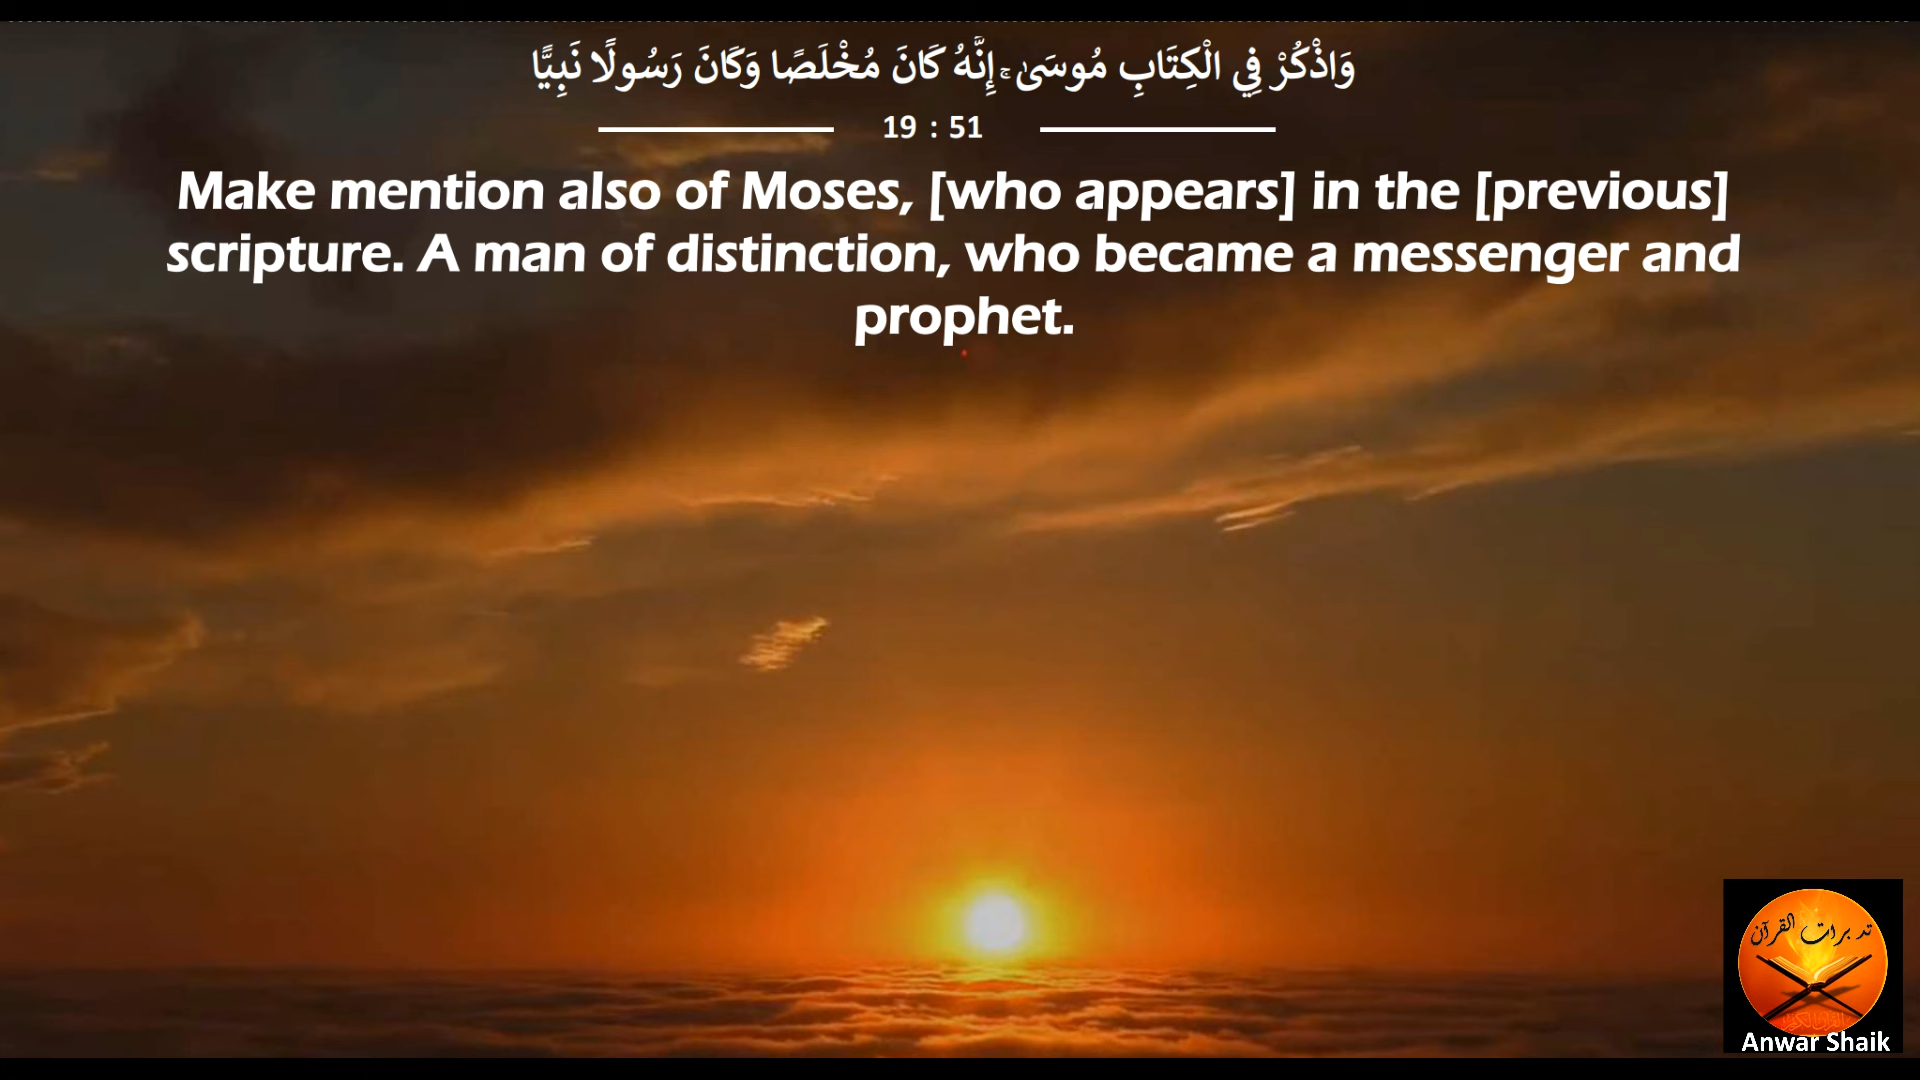 وَاذْكُرْ فِي الْكِتَابِ مُوسَىٰ ۚ إِنَّهُ كَانَ مُخْلَصًا وَكَانَ رَسُولًا نَبِيًّا
19 : 51
Make mention also of Moses, [who appears] in the [previous]
scripture. A man of distinction, who became a messenger and
prophet.
تدبرات القرآن
Anwar Shaik